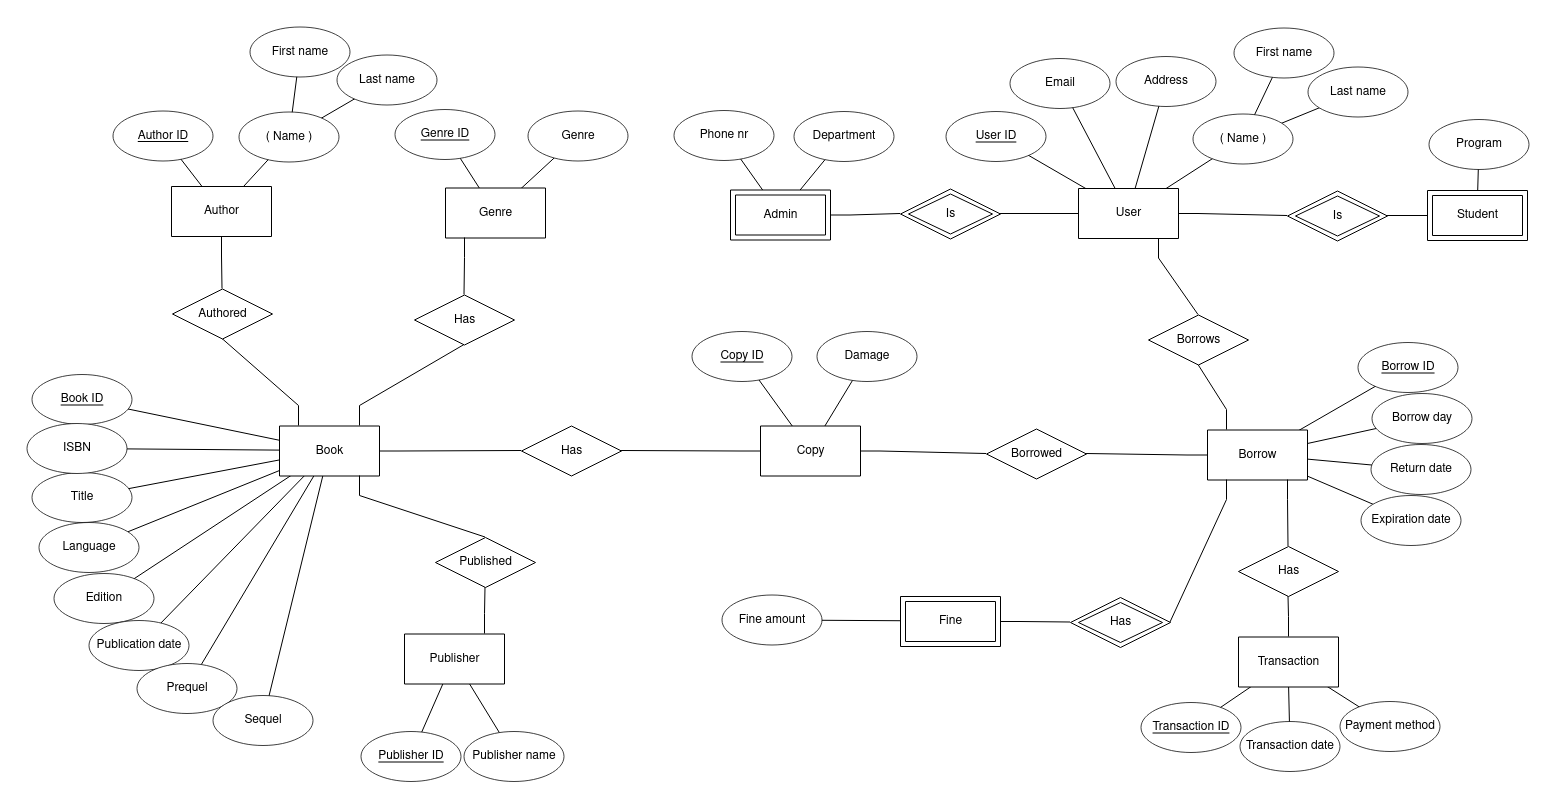 First name
Last name
Author ID
( Name )
Genre ID
Genre
Author
Genre
Authored
Has
Phone nr
Department
Admin
Is
User ID
Email
Address
First name
Last name
( Name )
User
Is
Program
Student
Borrows
Book ID
ISBN
Title
Language
Edition
Publication date
Prequel
Sequel
Book
Has
Copy ID
Damage
Copy
Borrowed
Borrow
Borrow ID
Borrow day
Return date
Expiration date
Published
Publisher
Publisher ID
Publisher name
Fine amount
Fine
Has
Has
Transaction
Transaction ID
Transaction date
Payment method